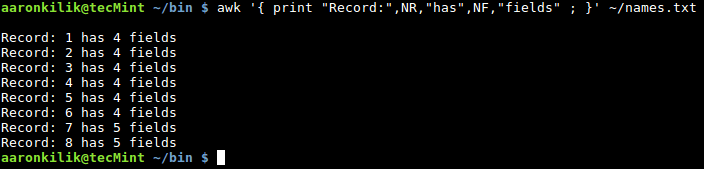 aaronkilik@tecMint ~/bin $ awk '{ print "Record:",NR,"has",NF,"fields" ; }' ~/names.txt
Record: 1 has 4 fields
Record: 2 has 4 fields
Record: 3 has 4 fields
Record: 4 has 4 fields
Record: 5 has 4 fields
Record: 6 has 4 fields
Record: 7 has 5 fields
Record: 8 has 5 fields
aaronkilik@tecMint ~/bin $